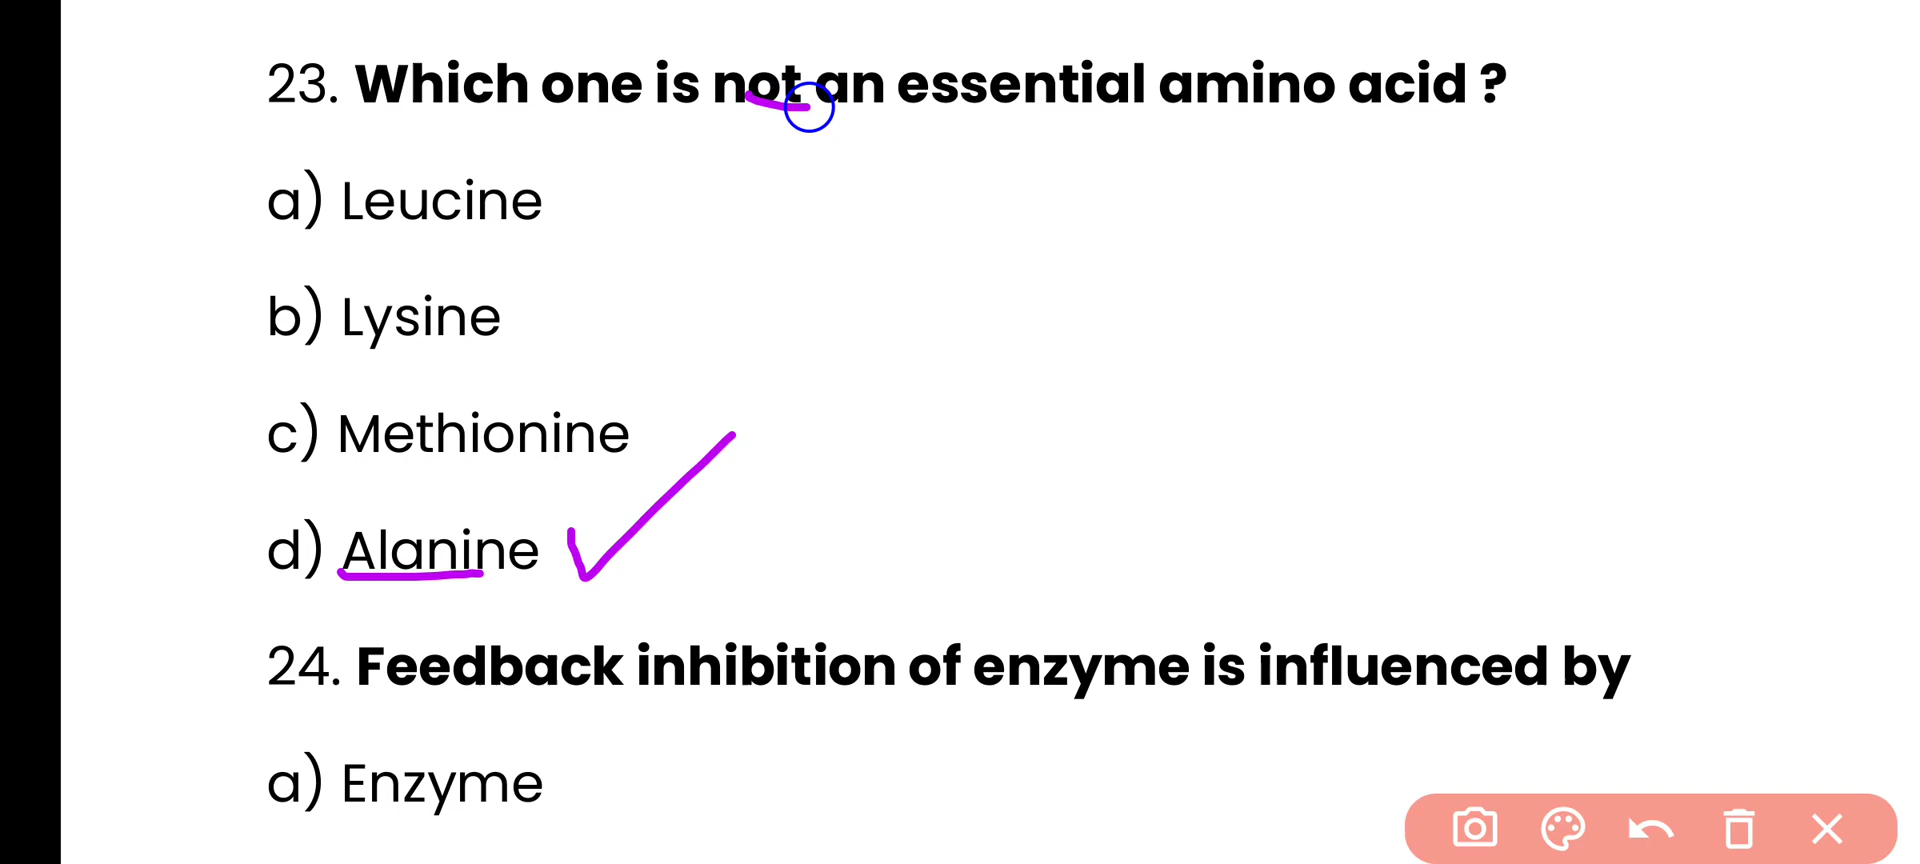 23. Which one is not an essential amino acid ?
a) Leucine
b) Lysine
c) Methionine
d) Alanine
24. Feedback inhibition of enzyme is influenced by
a) Enzyme